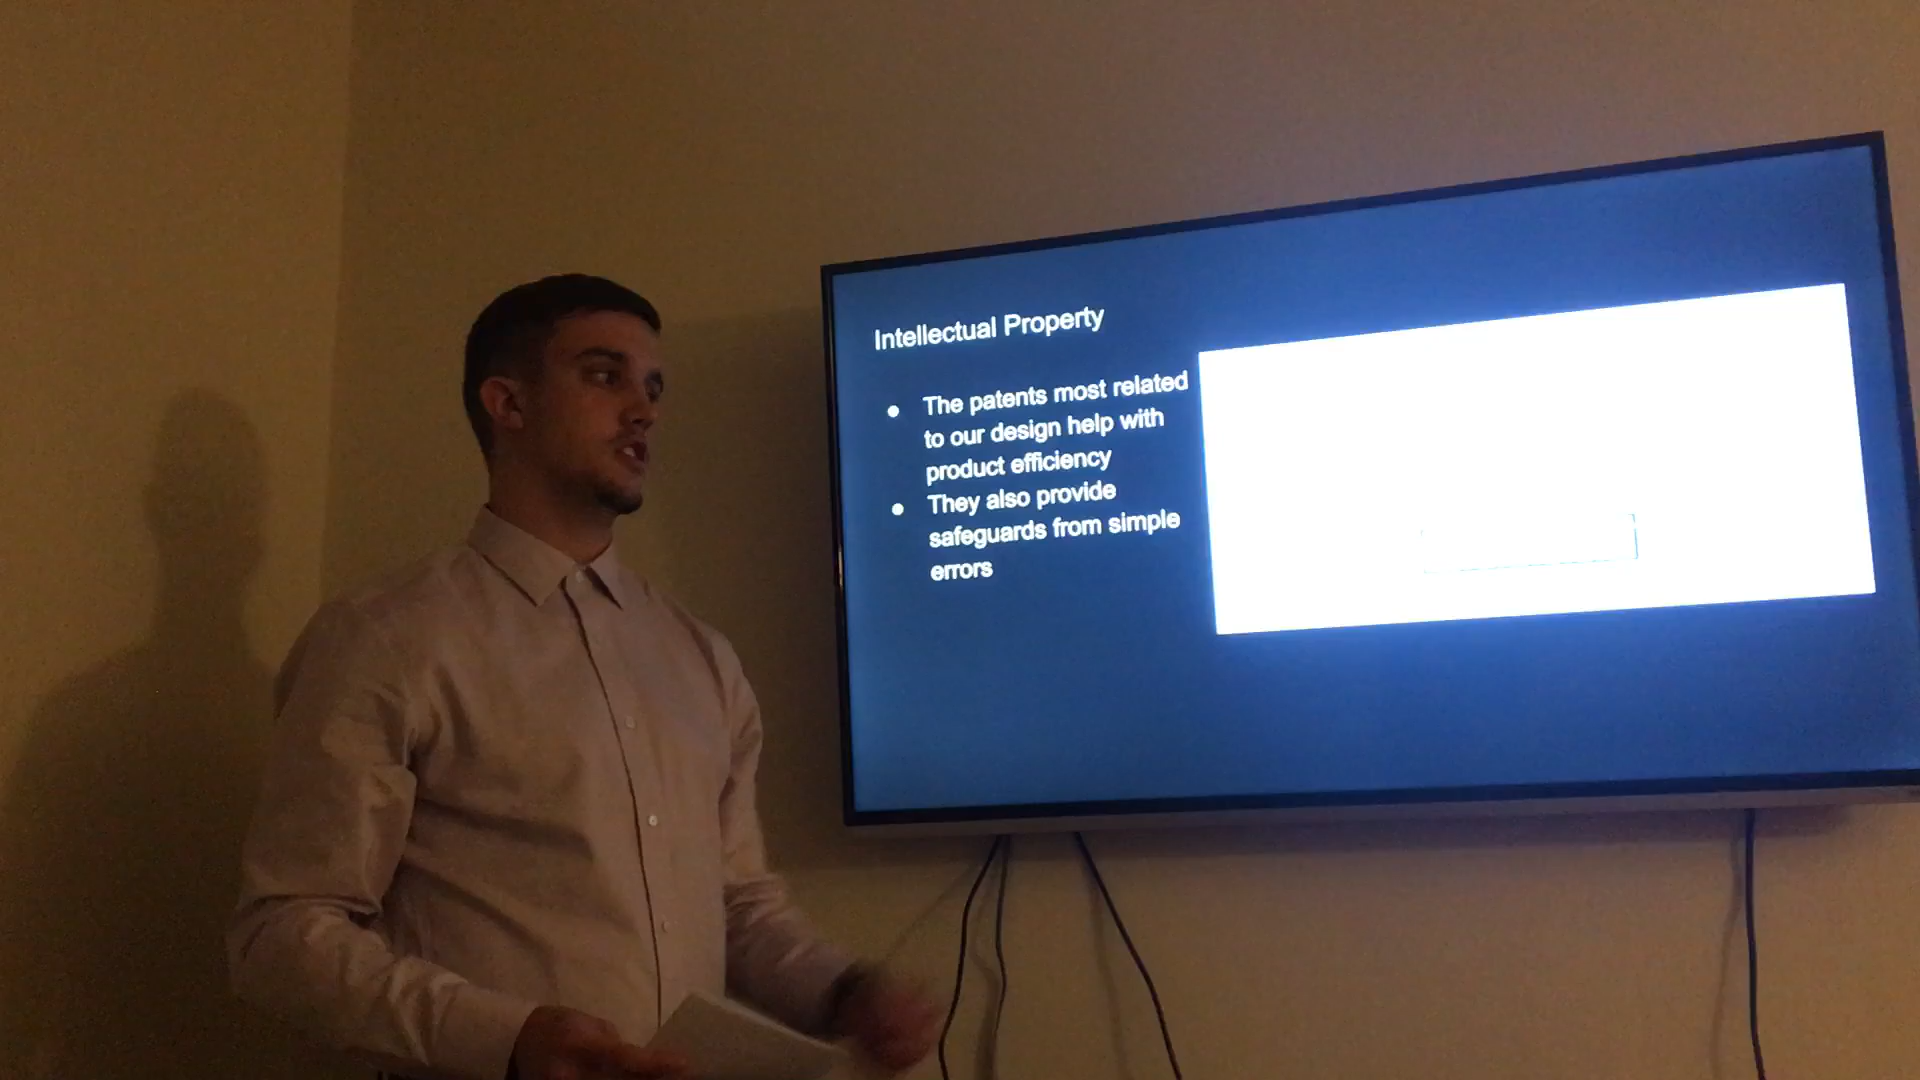 Intellectual Property
● The patents most related
to our design help with
product efficiency
● They also provide
safeguards from simple
errors